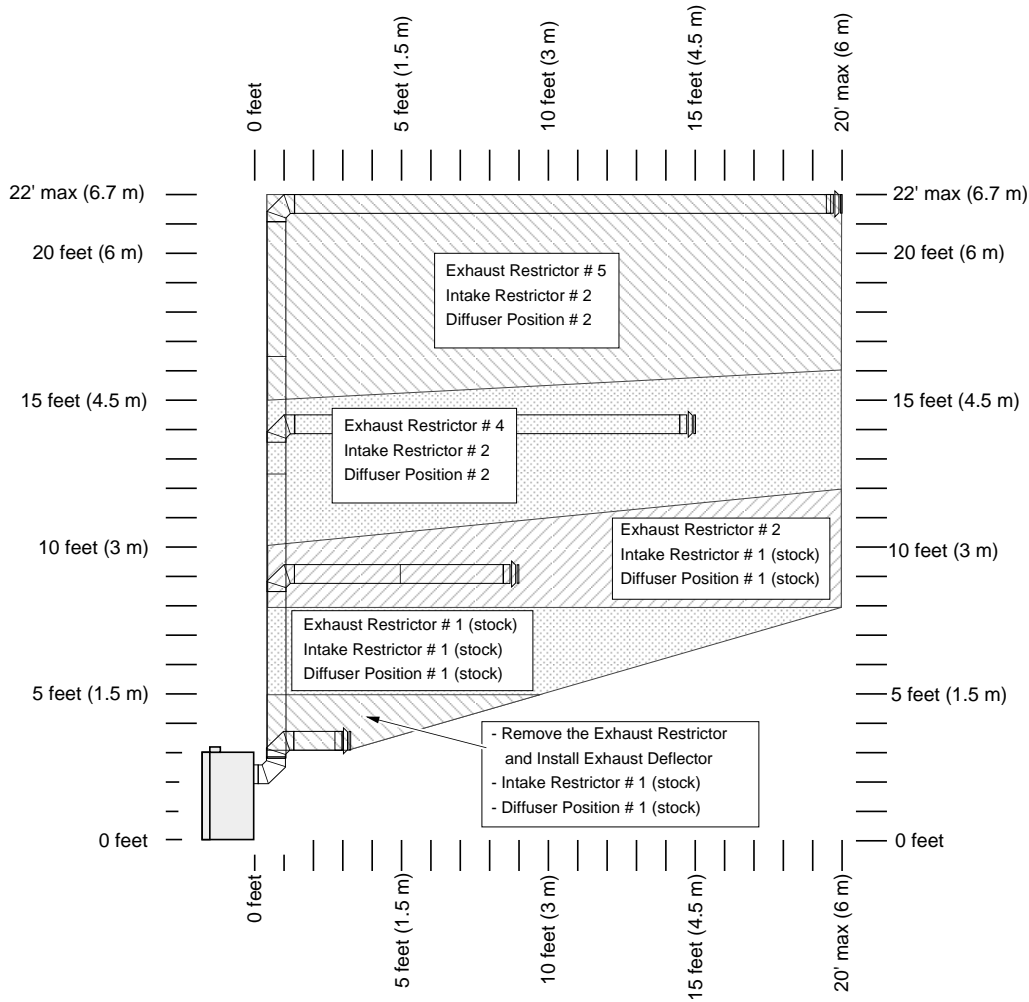 0 feet
5 feet (1.5 m)
10 feet (3 m)
15 feet (4.5 m)
20' max (6 m)
22' max (6.7 m)
22' max (6.7 m)
20 feet (6 m)
20 feet (6 m)
Exhaust Restrictor # 5
Intake Restrictor # 2
Diffuser Position # 2
15 feet (4.5 m)
15 feet (4.5 m)
Exhaust Restrictor # 4
Intake Restrictor # 2
Diffuser Position # 2
10 feet (3 m)
10 feet (3 m)
Exhaust Restrictor # 2
Intake Restrictor # 1 (stock)
Diffuser Position # 1 (stock)
Exhaust Restrictor # 1 (stock)
Intake Restrictor # 1 (stock)
Diffuser Position # 1 (stock)
5 feet (1.5 m)
5 feet (1.5 m)
- Remove the Exhaust Restrictor
and Install Exhaust Deflector
- Intake Restrictor # 1 (stock)
- Diffuser Position # 1 (stock)
0 feet
0 feet
0 feet
5 feet (1.5 m)
10 feet (3 m)
15 feet (4.5 m)
20' max (6 m)